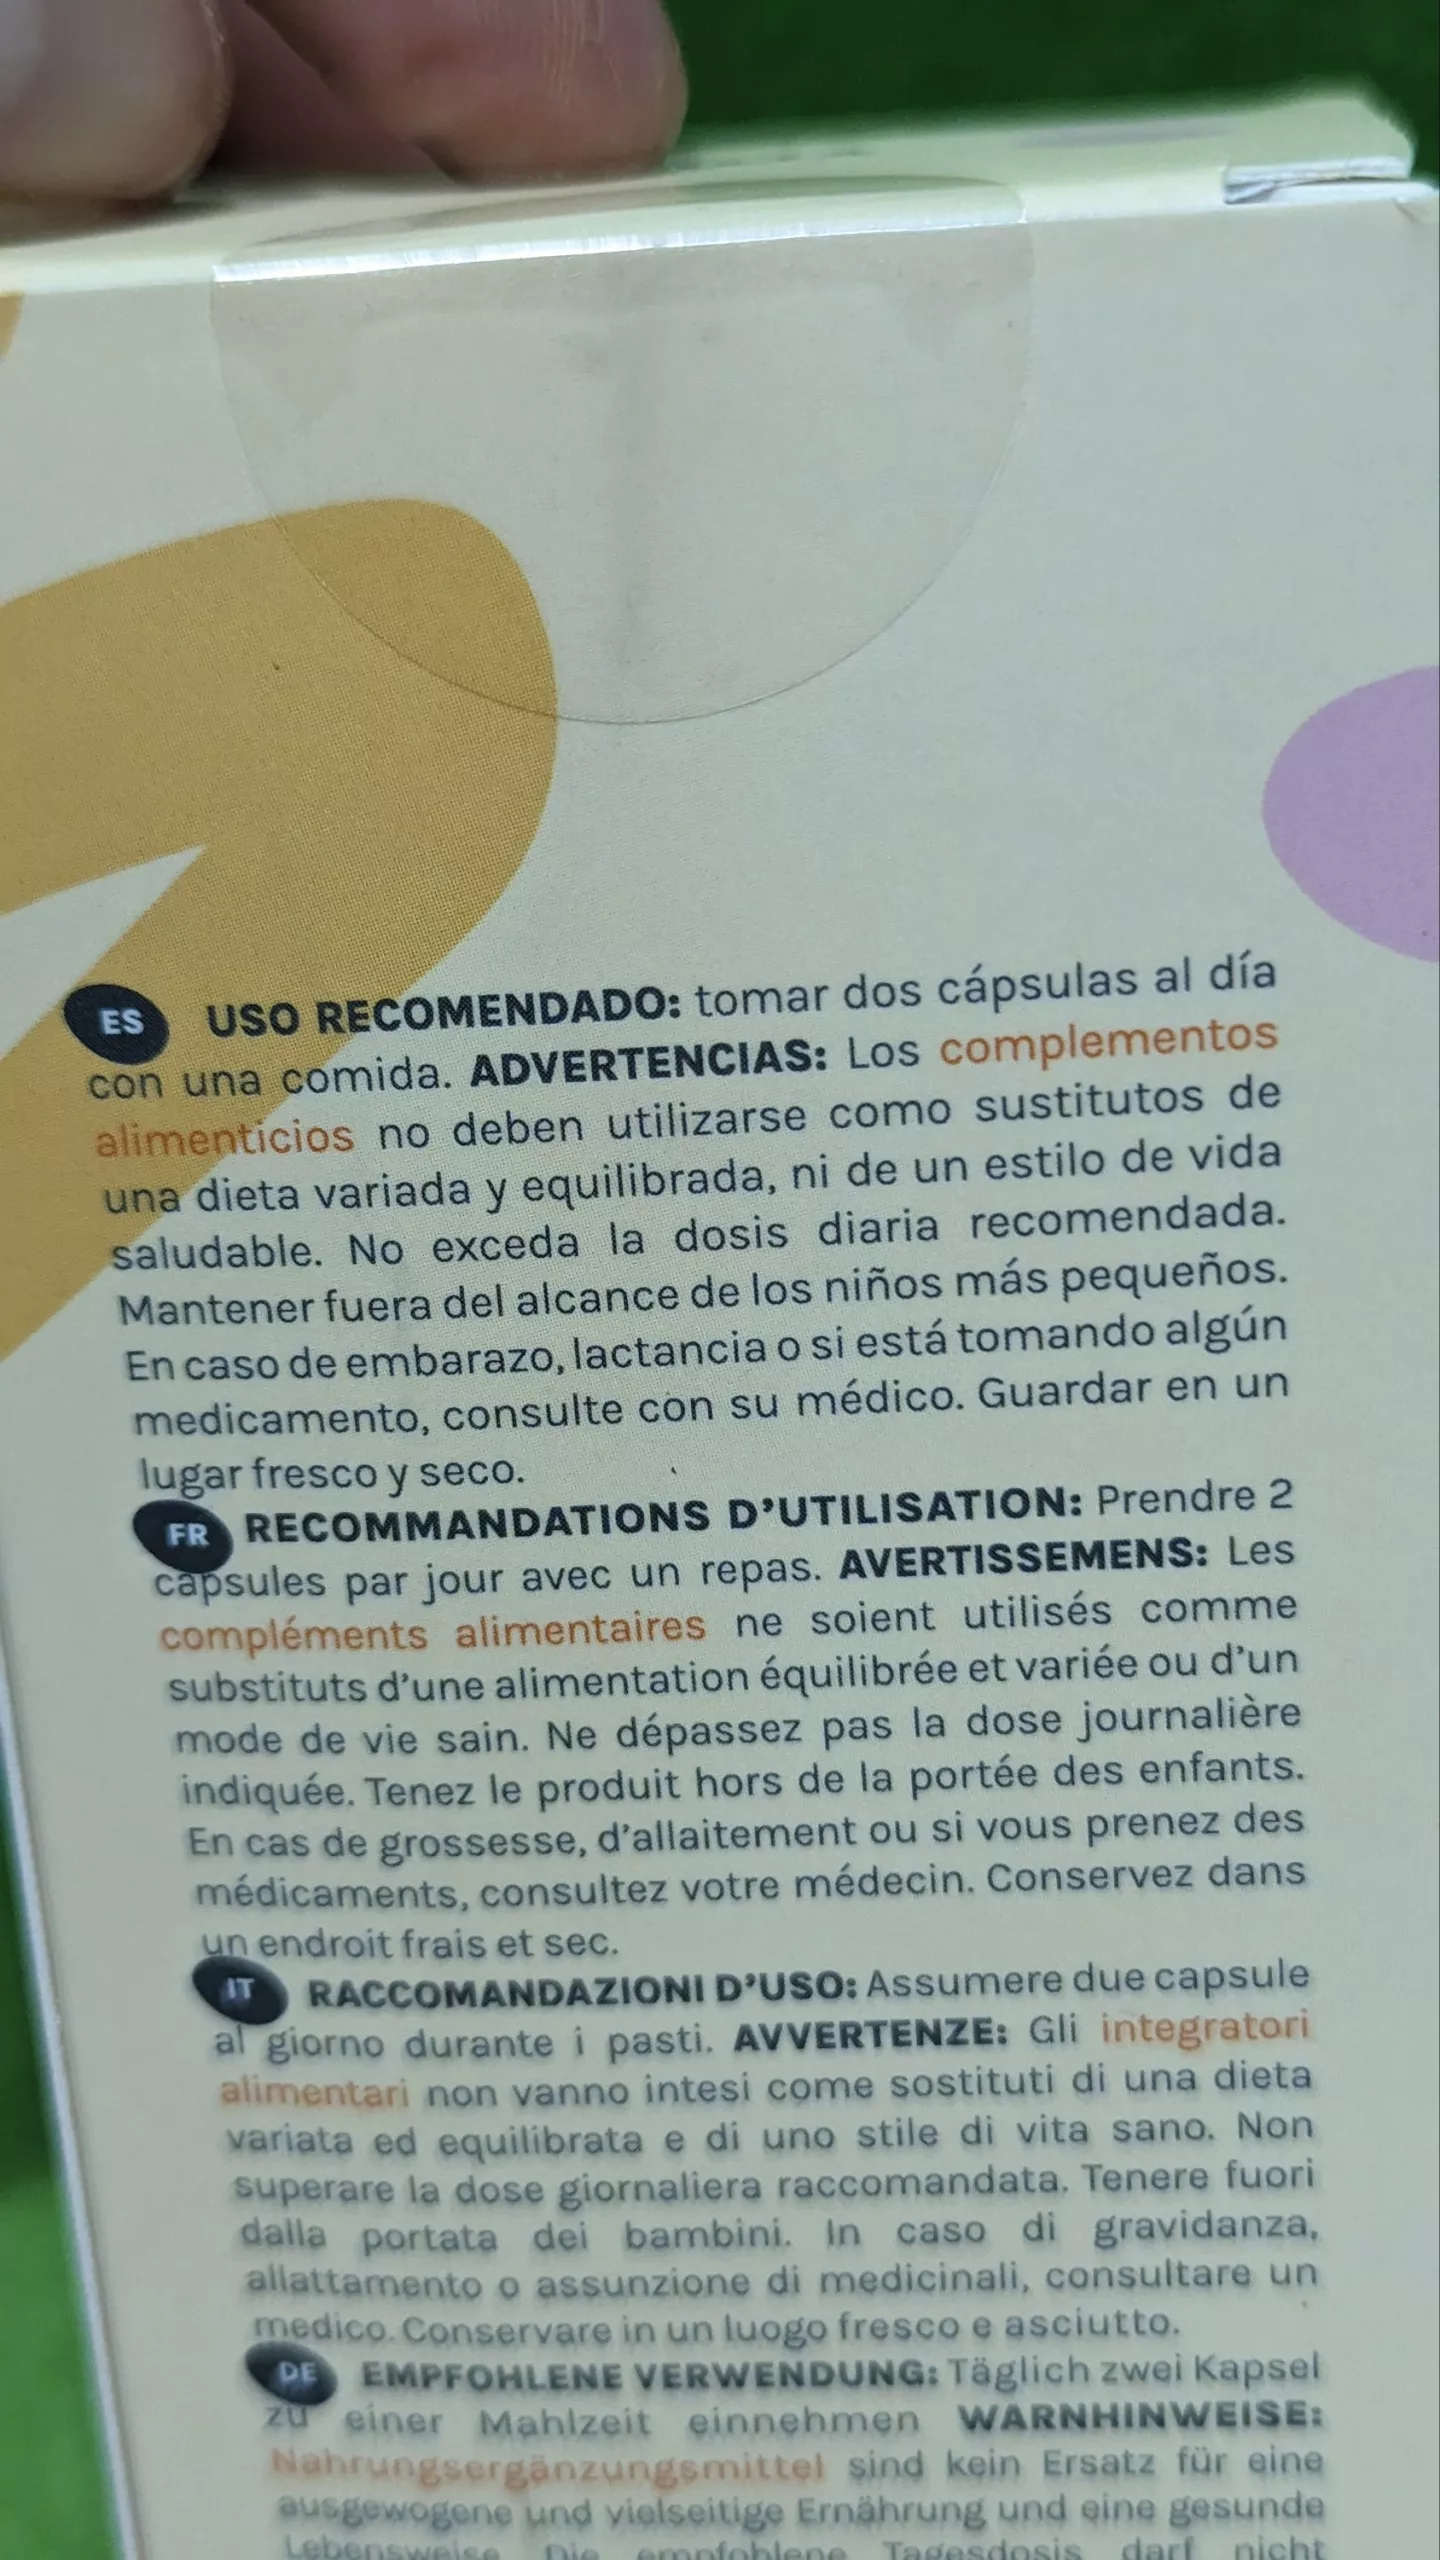 ES USO RECOMENDADO: tomar dos cápsulas al día
con una comida. ADVERTENCIAS: Los complementos
alimenticios no deben utilizarse como sustitutos de
una dieta variada y equilibrada, ni de un estilo de vida
saludable. No exceda la dosis diaria recomendada.
Mantener fuera del alcance de los niños más pequeños.
En caso de embarazo, lactancia o si está tomando algún
medicamento, consulte con su médico. Guardar en un
lugar fresco y seco.
FR RECOMMANDATIONS D'UTILISATION: Prendre 2
capsules par jour avec un repas. AVERTISSEMENS: Les
compléments alimentaires ne soient utilisés comme
substituts d'une alimentation équilibrée et variée ou d'un
mode de vie sain. Ne dépassez pas la dose journalière
indiquée. Tenez le produit hors de la portée des enfants.
En cas de grossesse, d'allaitement ou si vous prenez des
médicaments, consultez votre médecin. Conservez dans
un endroit frais et sec.
IT RACCOMANDAZIONI D'USO: Assumere due capsule
al giorno durante i pasti. AVVERTENZE: Gli integratori
alimentari non vanno intesi come sostituti di una dieta
variata ed equilibrata e di uno stile di vita sano. Non
superare la dose giornaliera raccomandata. Tenere fuori
dalla portata dei bambini. In caso di gravidanza,
allattamento o assunzione di medicinali, consultare un
medico. Conservare in un luogo fresco e asciutto.
DE EMPFOHLENE VERWENDUNG: Täglich zwei Kapsel
zu einer Mahlzeit einnehmen WARNHINWEISE:
Nahrungsergänzungsmittel sind kein Ersatz für eine
ausgewogene und vielseitige Ernährung und eine gesunde
Lebensweise. Die empfohlene Tagesdosis darf nicht